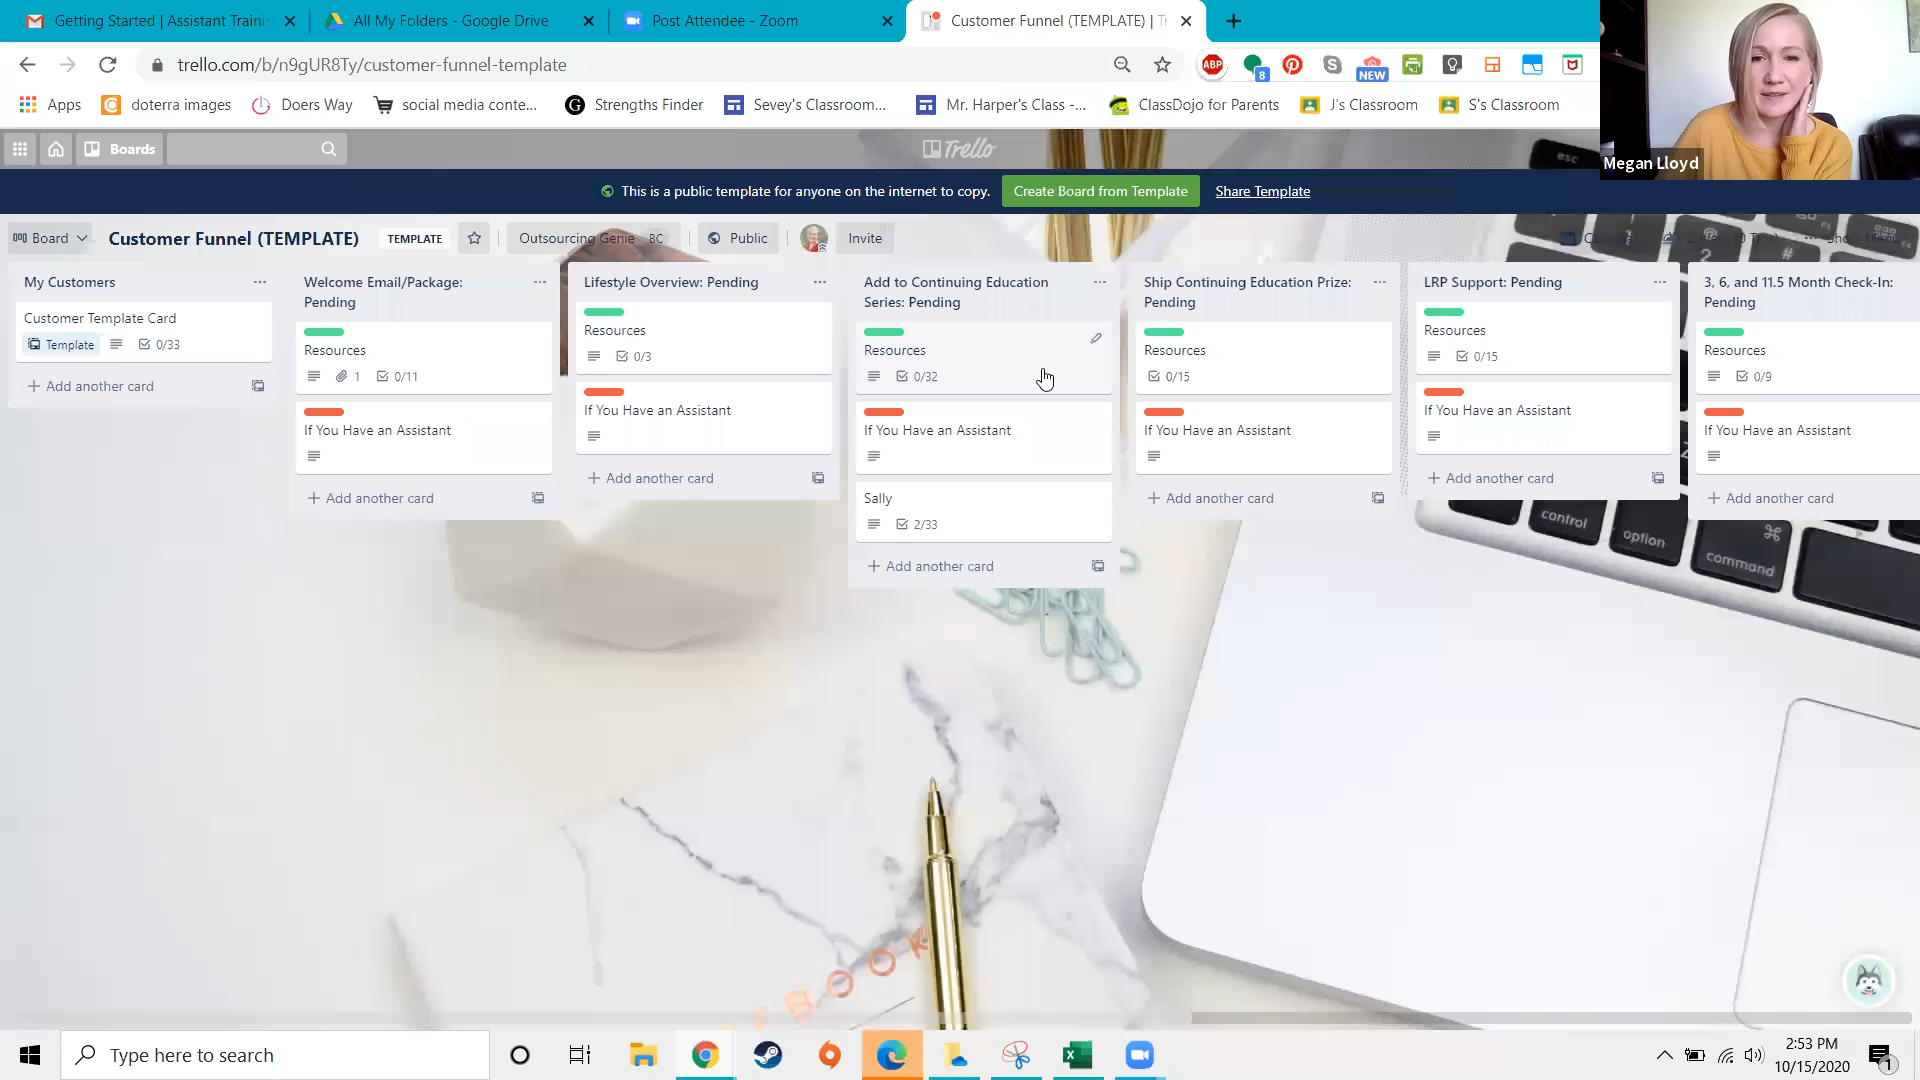 Getting Started | Assistant Traini
All My Folders - Google Drive
Post Attendee - Zoom
Customer Funnel (TEMPLATE) | Tr
trello.com/b/n9gUR8Ty/customer-funnel-template
ABP
8
NEW
Apps
doterra images
Doers Way
social media conte...
Strengths Finder
Sevey's Classroom...
Mr. Harper's Class -...
ClassDojo for Parents
J's Classroom
S's Classroom
Megan Lloyd
Boards
Trello
esc
This is a public template for anyone on the internet to copy.
Create Board from Template
Share Template
Board
Customer Funnel (TEMPLATE)
TEMPLATE
Outsourcing Genie
BC
Public
Invite
My Customers
Customer Template Card
Template
0/33
Add another card
Welcome Email/Package:
Pending
Resources
1
0/11
If You Have an Assistant
Add another card
Lifestyle Overview: Pending
Resources
0/3
If You Have an Assistant
Add another card
Add to Continuing Education
Series: Pending
Resources
0/32
If You Have an Assistant
Sally
2/33
Add another card
Ship Continuing Education Prize:
Pending
Resources
0/15
If You Have an Assistant
Add another card
LRP Support: Pending
Resources
0/15
If You Have an Assistant
Add another card
3, 6, and 11.5 Month Check-In:
Pending
Resources
0/9
If You Have an Assistant
Add another card
control
option
command
Type here to search
2:53 PM
10/15/2020
1